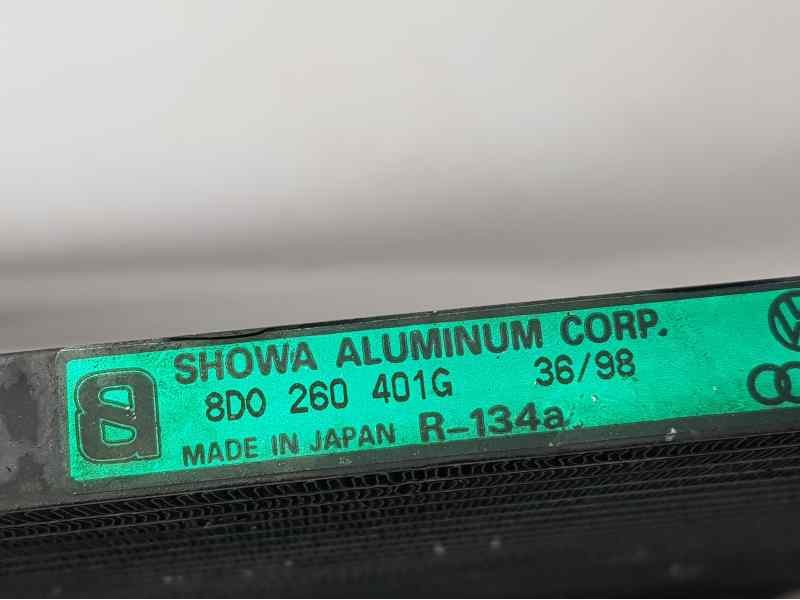 SHOWA ALUMINUM CORP.
8D0 260 401G 36/98
MADE IN JAPAN R-134a